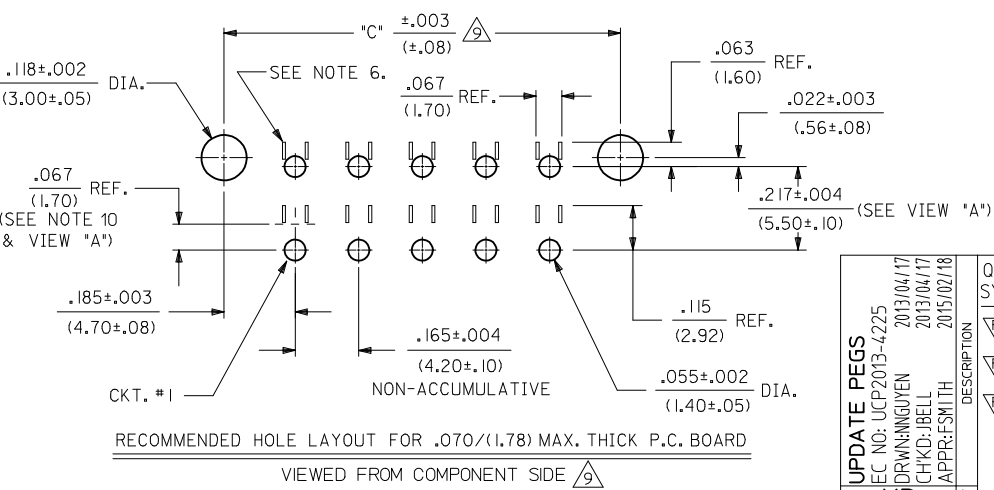 "C" ±.003
(±.08) 9
.118±.002
(3.00±.05) DIA.
SEE NOTE 6.
.067
(1.70) REF.
.063
(1.60) REF.
.022±.003
(.56±.08)
.067
(1.70) REF.
(SEE NOTE 10
& VIEW "A")
.217±.004
(5.50±.10) (SEE VIEW "A")
.185±.003
(4.70±.08)
.165±.004
(4.20±.10)
NON-ACCUMULATIVE
.115
(2.92) REF.
.055±.002
(1.40±.05) DIA.
CKT. #1
RECOMMENDED HOLE LAYOUT FOR .070/(1.78) MAX. THICK P.C. BOARD
VIEWED FROM COMPONENT SIDE 9
UPDATE PEGS
EC NO: UCP2013-4225
DRWN:NNGUYEN 2013/04/17
CH'KD:JBELL 2013/04/17
APPR:FSMITH 2015/02/18
DESCRIPTION